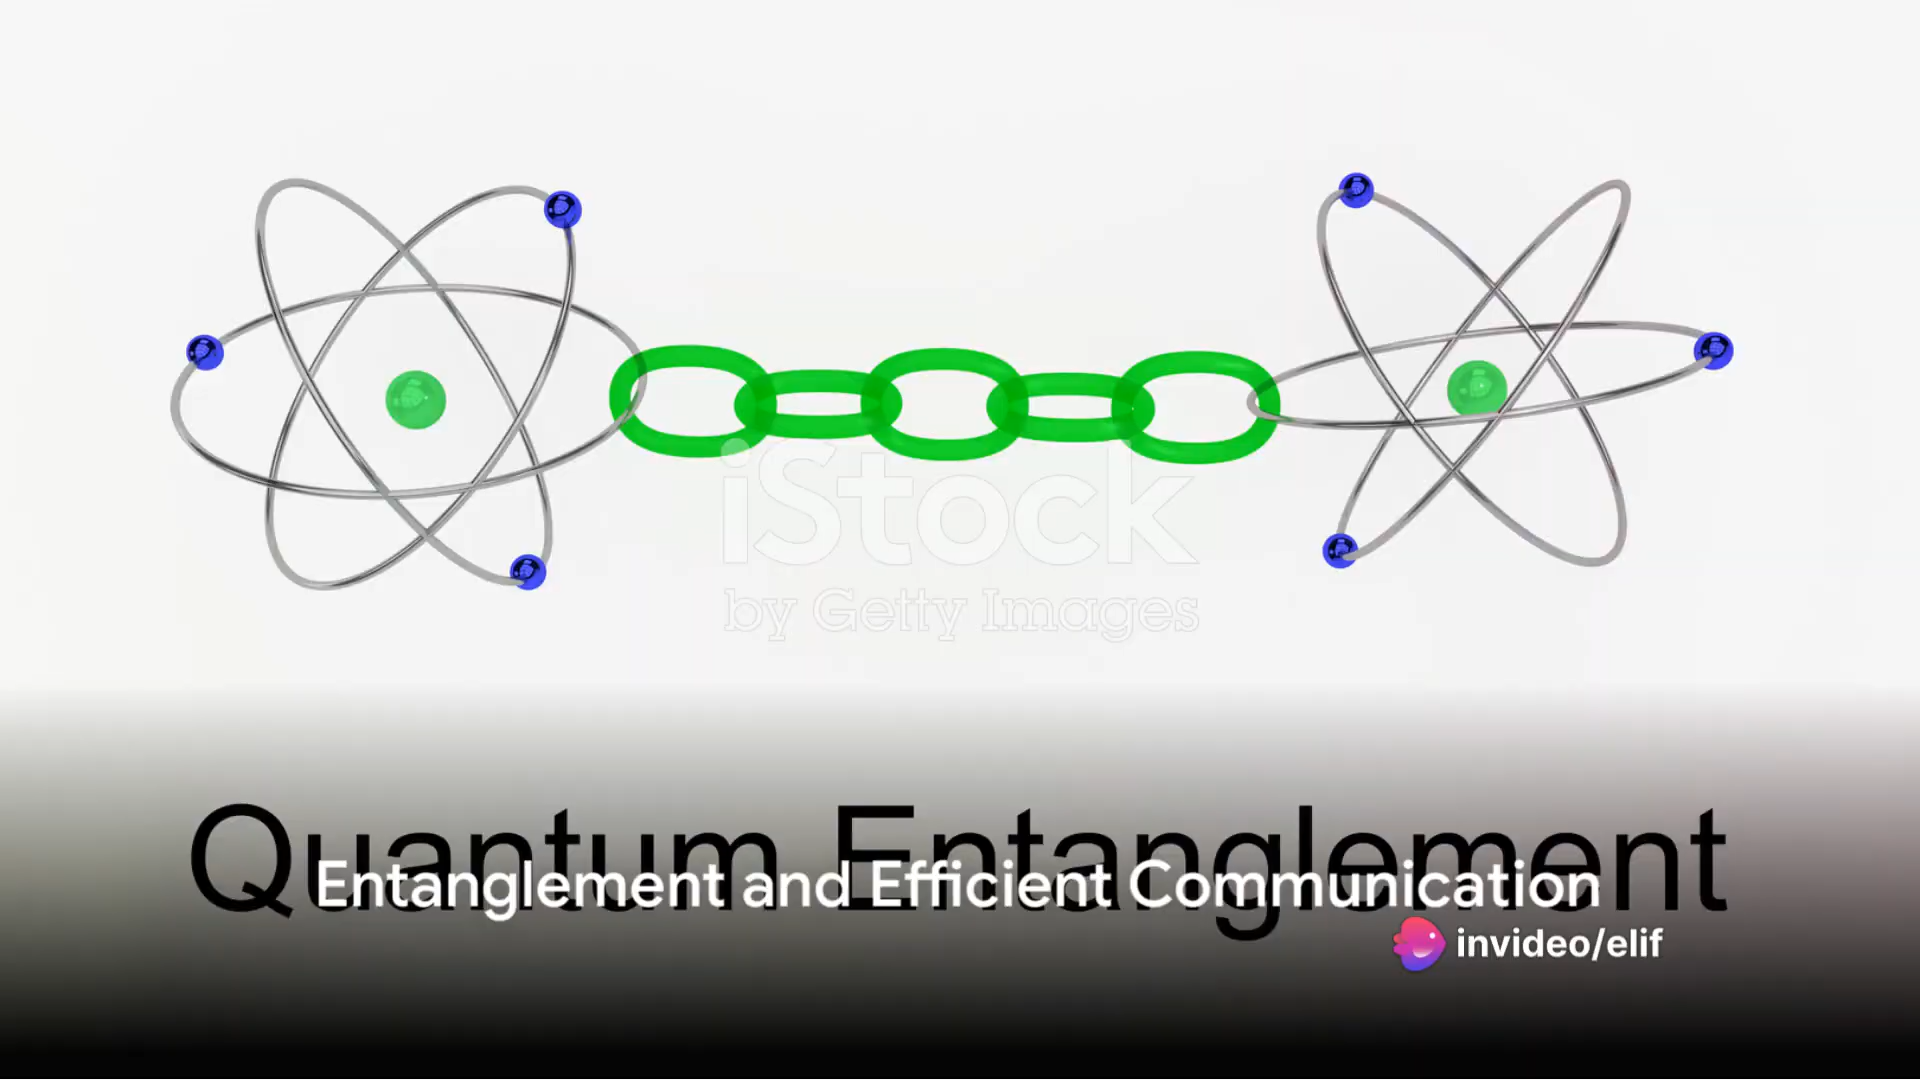 iStock
by Getty Images
Quantum Entanglement
Entanglement and Efficient Communication
invideo/elif